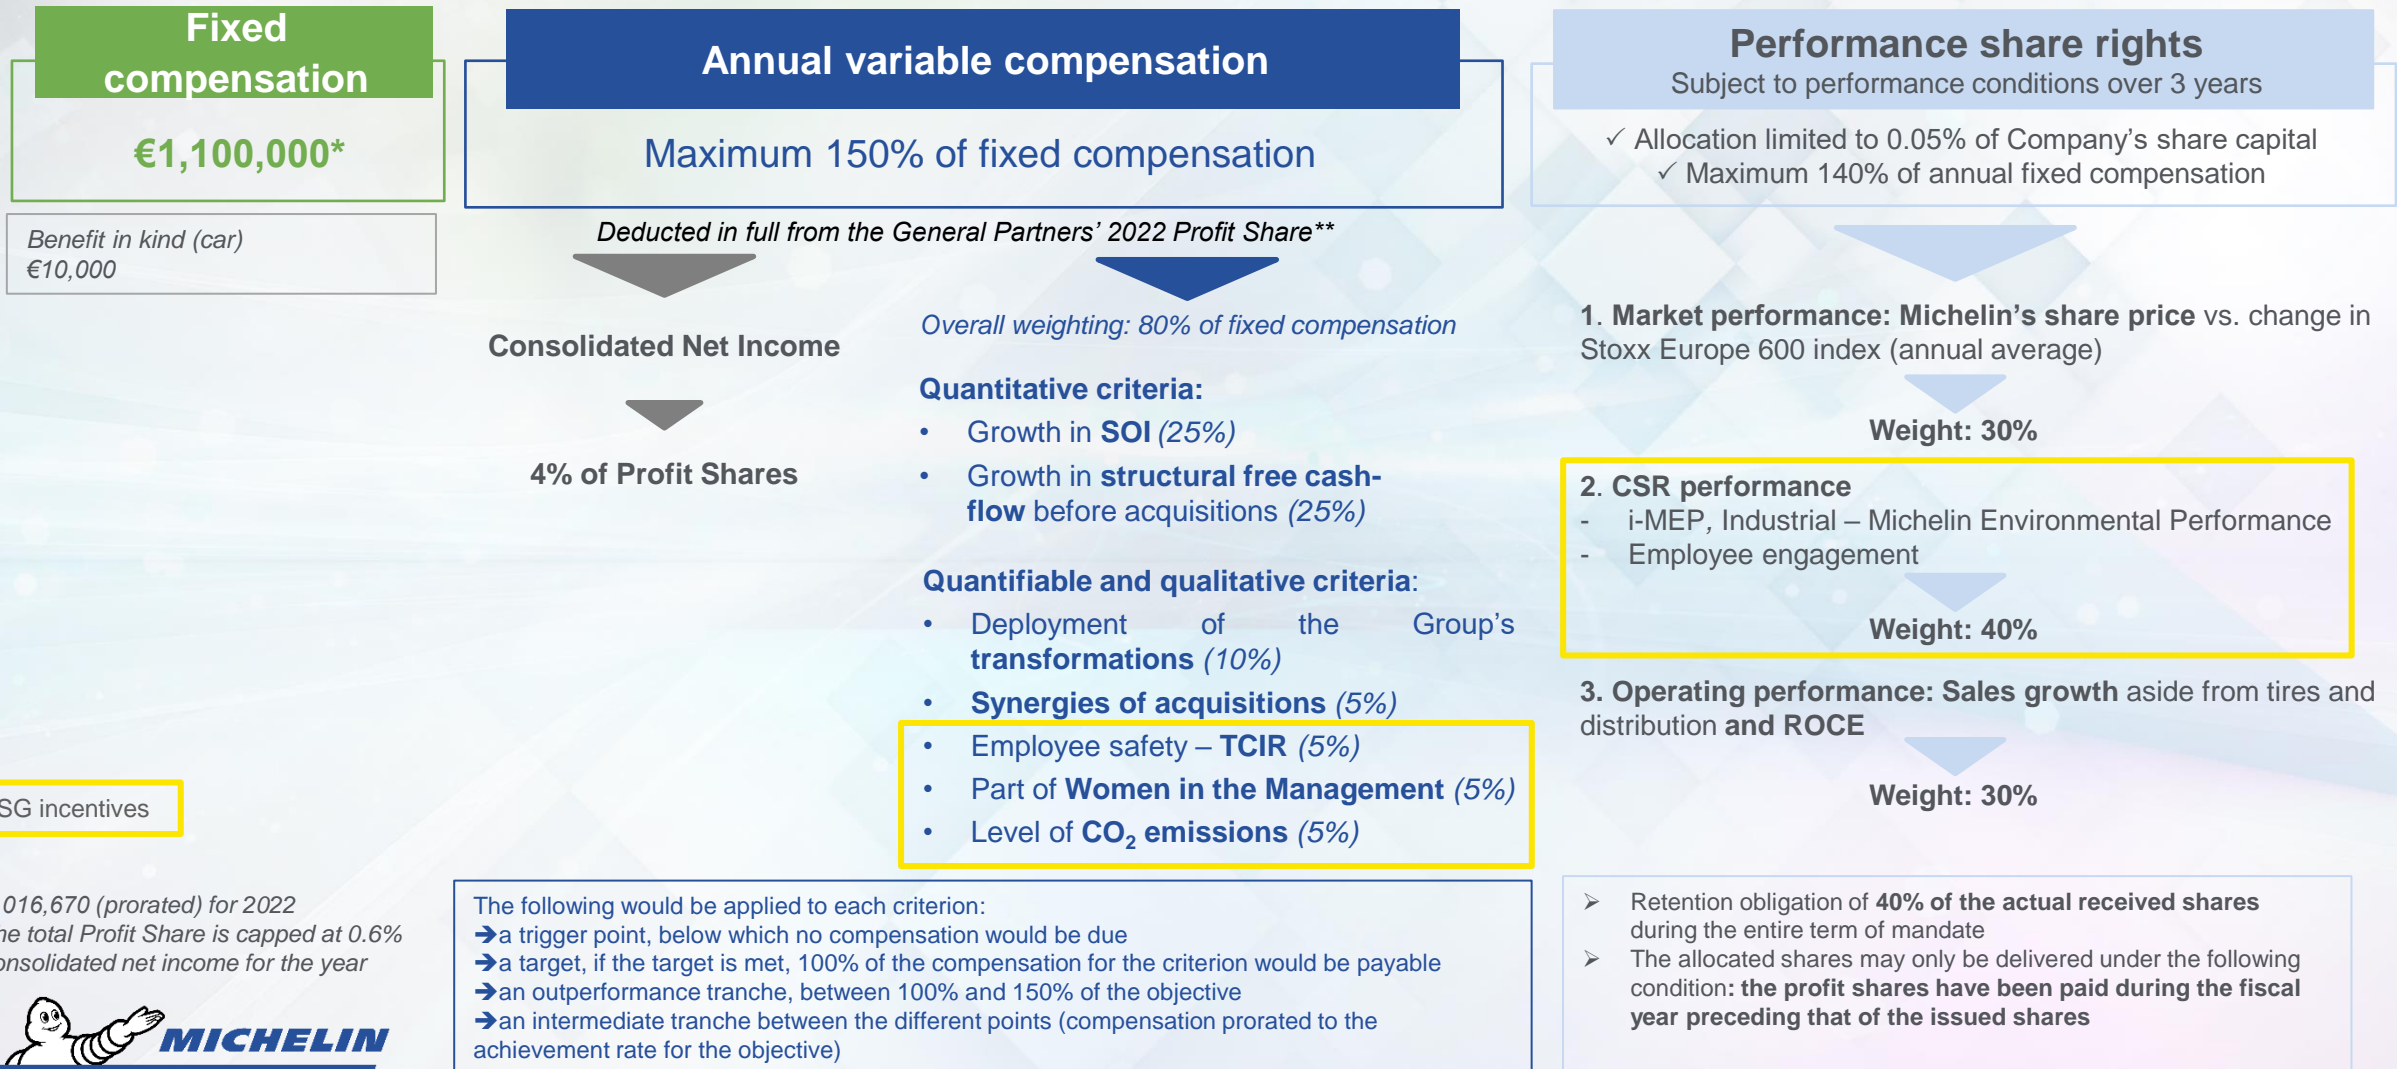 Fixed
compensation
€1,100,000*
Benefit in kind (car)
€10,000
SG incentives
016,670 (prorated) for 2022
he total Profit Share is capped at 0.6%
onsolidated net income for the year
MICHELIN
Annual variable compensation
Maximum 150% of fixed compensation
Deducted in full from the General Partners' 2022 Profit Share**
Consolidated Net Income
4% of Profit Shares
Overall weighting: 80% of fixed compensation
Quantitative criteria:
• Growth in SOI (25%)
• Growth in structural free cash-
flow before acquisitions (25%)
Quantifiable and qualitative criteria:
• Deployment of the Group's
transformations (10%)
• Synergies of acquisitions (5%)
• Employee safety – TCIR (5%)
• Part of Women in the Management (5%)
• Level of CO₂ emissions (5%)
The following would be applied to each criterion:
➔a trigger point, below which no compensation would be due
➔a target, if the target is met, 100% of the compensation for the criterion would be payable
➔an outperformance tranche, between 100% and 150% of the objective
➔an intermediate tranche between the different points (compensation prorated to the
achievement rate for the objective)
Performance share rights
Subject to performance conditions over 3 years
✓ Allocation limited to 0.05% of Company's share capital
✓ Maximum 140% of annual fixed compensation
1. Market performance: Michelin's share price vs. change in
Stoxx Europe 600 index (annual average)
Weight: 30%
2. CSR performance
- i-MEP, Industrial – Michelin Environmental Performance
- Employee engagement
Weight: 40%
3. Operating performance: Sales growth aside from tires and
distribution and ROCE
Weight: 30%
➢ Retention obligation of 40% of the actual received shares
during the entire term of mandate
➢ The allocated shares may only be delivered under the following
condition: the profit shares have been paid during the fiscal
year preceding that of the issued shares